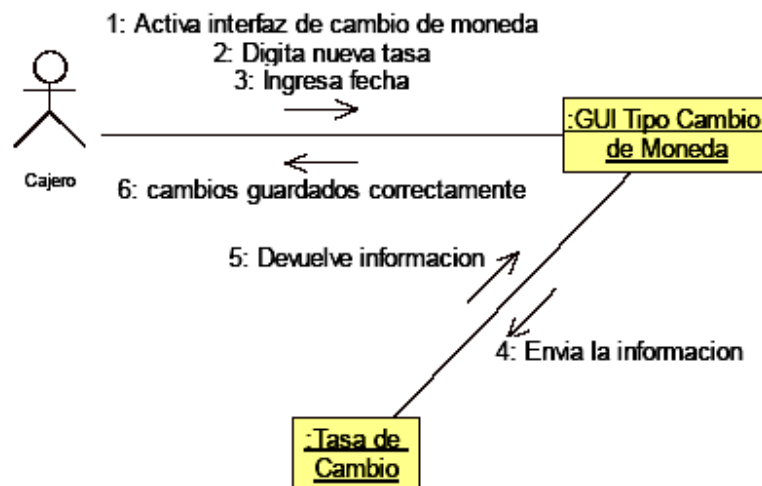 1: Activa interfaz de cambio de moneda
2: Digita nueva tasa
3: Ingresa fecha
:GUI Tipo Cambio
de Moneda
Cajero
6: cambios guardados correctamente
5: Devuelve informacion
4: Envia la informacion
:Tasa de
Cambio